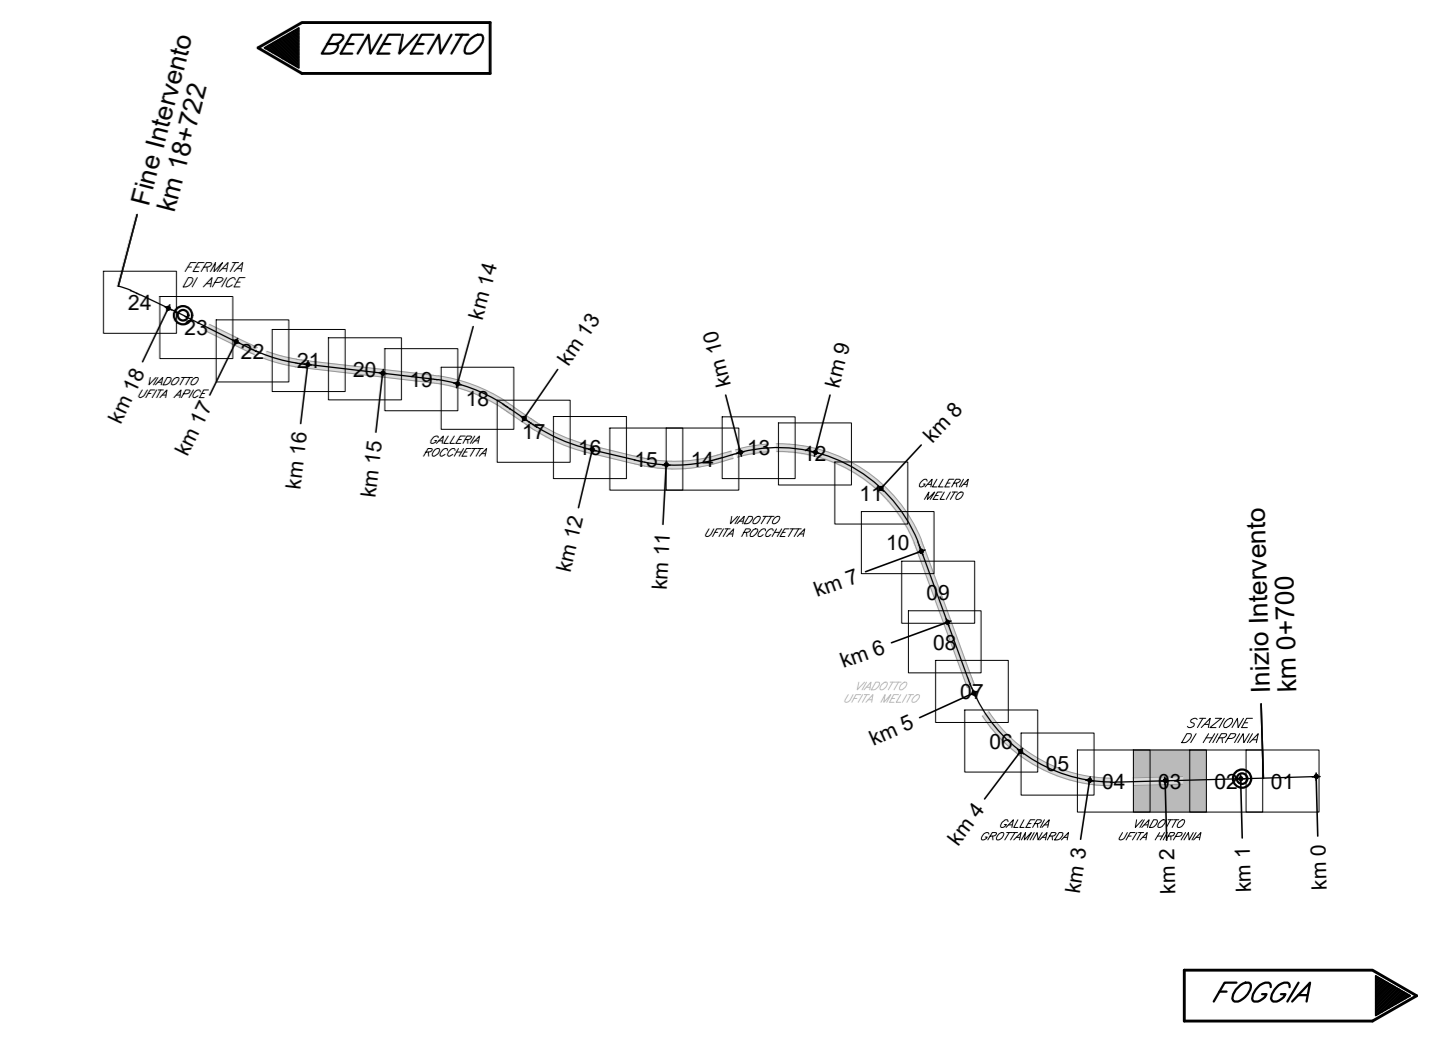 BENEVENTO
Fine Intervento
km 18+722
FERMATA
DI APICE
24
23
22
21
20
19
18
17
16
15
14
13
12
11
10
09
08
07
06
05
04
03
02
01
km 18
VIADOTTO
UFITA APICE
km 17
km 16
km 15
km 14
GALLERIA
ROCCHETTA
km 13
km 12
km 11
km 10
VIADOTTO
UFITA ROCCHETTA
km 9
km 8
GALLERIA
MELITO
km 7
km 6
VIADOTTO
UFITA MELITO
km 5
km 4
GALLERIA
GROTTAMINARDA
km 3
VIADOTTO
UFITA HIRPINIA
km 2
STAZIONE
DI HIRPINIA
km 1
Inizio Intervento
km 0+700
km 0
FOGGIA